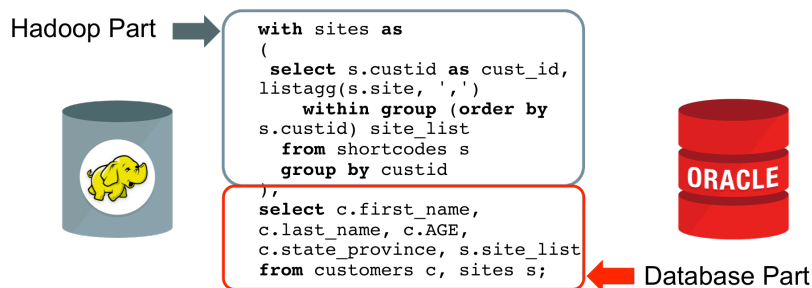 Hadoop Part
with sites as
(
select s.custid as cust_id,
listagg(s.site, ',')
within group (order by
s.custid) site_list
from shortcodes s
group by custid
),
select c.first_name,
c.last_name, c.AGE,
c.state_province, s.site_list
from customers c, sites s;
ORACLE
Database Part